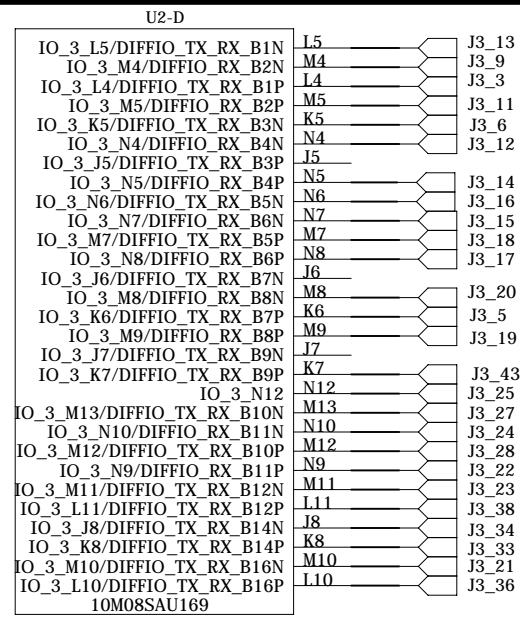 U2-D
IO_3_L5/DIFFIO_TX_RX_B1N L5 J3_13
IO_3_M4/DIFFIO_RX_B2N M4 J3_9
IO_3_L4/DIFFIO_TX_RX_B1P L4 J3_3
IO_3_M5/DIFFIO_RX_B2P M5 J3_11
IO_3_K5/DIFFIO_TX_RX_B3N K5 J3_6
IO_3_N4/DIFFIO_RX_B4N N4 J3_12
IO_3_J5/DIFFIO_TX_RX_B3P J5
IO_3_N5/DIFFIO_RX_B4P N5 J3_14
IO_3_N6/DIFFIO_TX_RX_B5N N6 J3_16
IO_3_N7/DIFFIO_RX_B6N N7 J3_15
IO_3_M7/DIFFIO_TX_RX_B5P M7 J3_18
IO_3_N8/DIFFIO_RX_B6P N8 J3_17
IO_3_J6/DIFFIO_TX_RX_B7N J6
IO_3_M8/DIFFIO_RX_B8N M8 J3_20
IO_3_K6/DIFFIO_TX_RX_B7P K6 J3_5
IO_3_M9/DIFFIO_RX_B8P M9 J3_19
IO_3_J7/DIFFIO_TX_RX_B9N J7
IO_3_K7/DIFFIO_TX_RX_B9P K7 J3_43
IO_3_N12 N12 J3_25
IO_3_M13/DIFFIO_TX_RX_B10N M13 J3_27
IO_3_N10/DIFFIO_RX_B11N N10 J3_24
IO_3_M12/DIFFIO_TX_RX_B10P M12 J3_28
IO_3_N9/DIFFIO_RX_B11P N9 J3_22
IO_3_M11/DIFFIO_TX_RX_B12N M11 J3_23
IO_3_L11/DIFFIO_TX_RX_B12P L11 J3_38
IO_3_J8/DIFFIO_TX_RX_B14N J8 J3_34
IO_3_K8/DIFFIO_TX_RX_B14P K8 J3_33
IO_3_M10/DIFFIO_TX_RX_B16N M10 J3_21
IO_3_L10/DIFFIO_TX_RX_B16P L10 J3_36
10M08SAU169